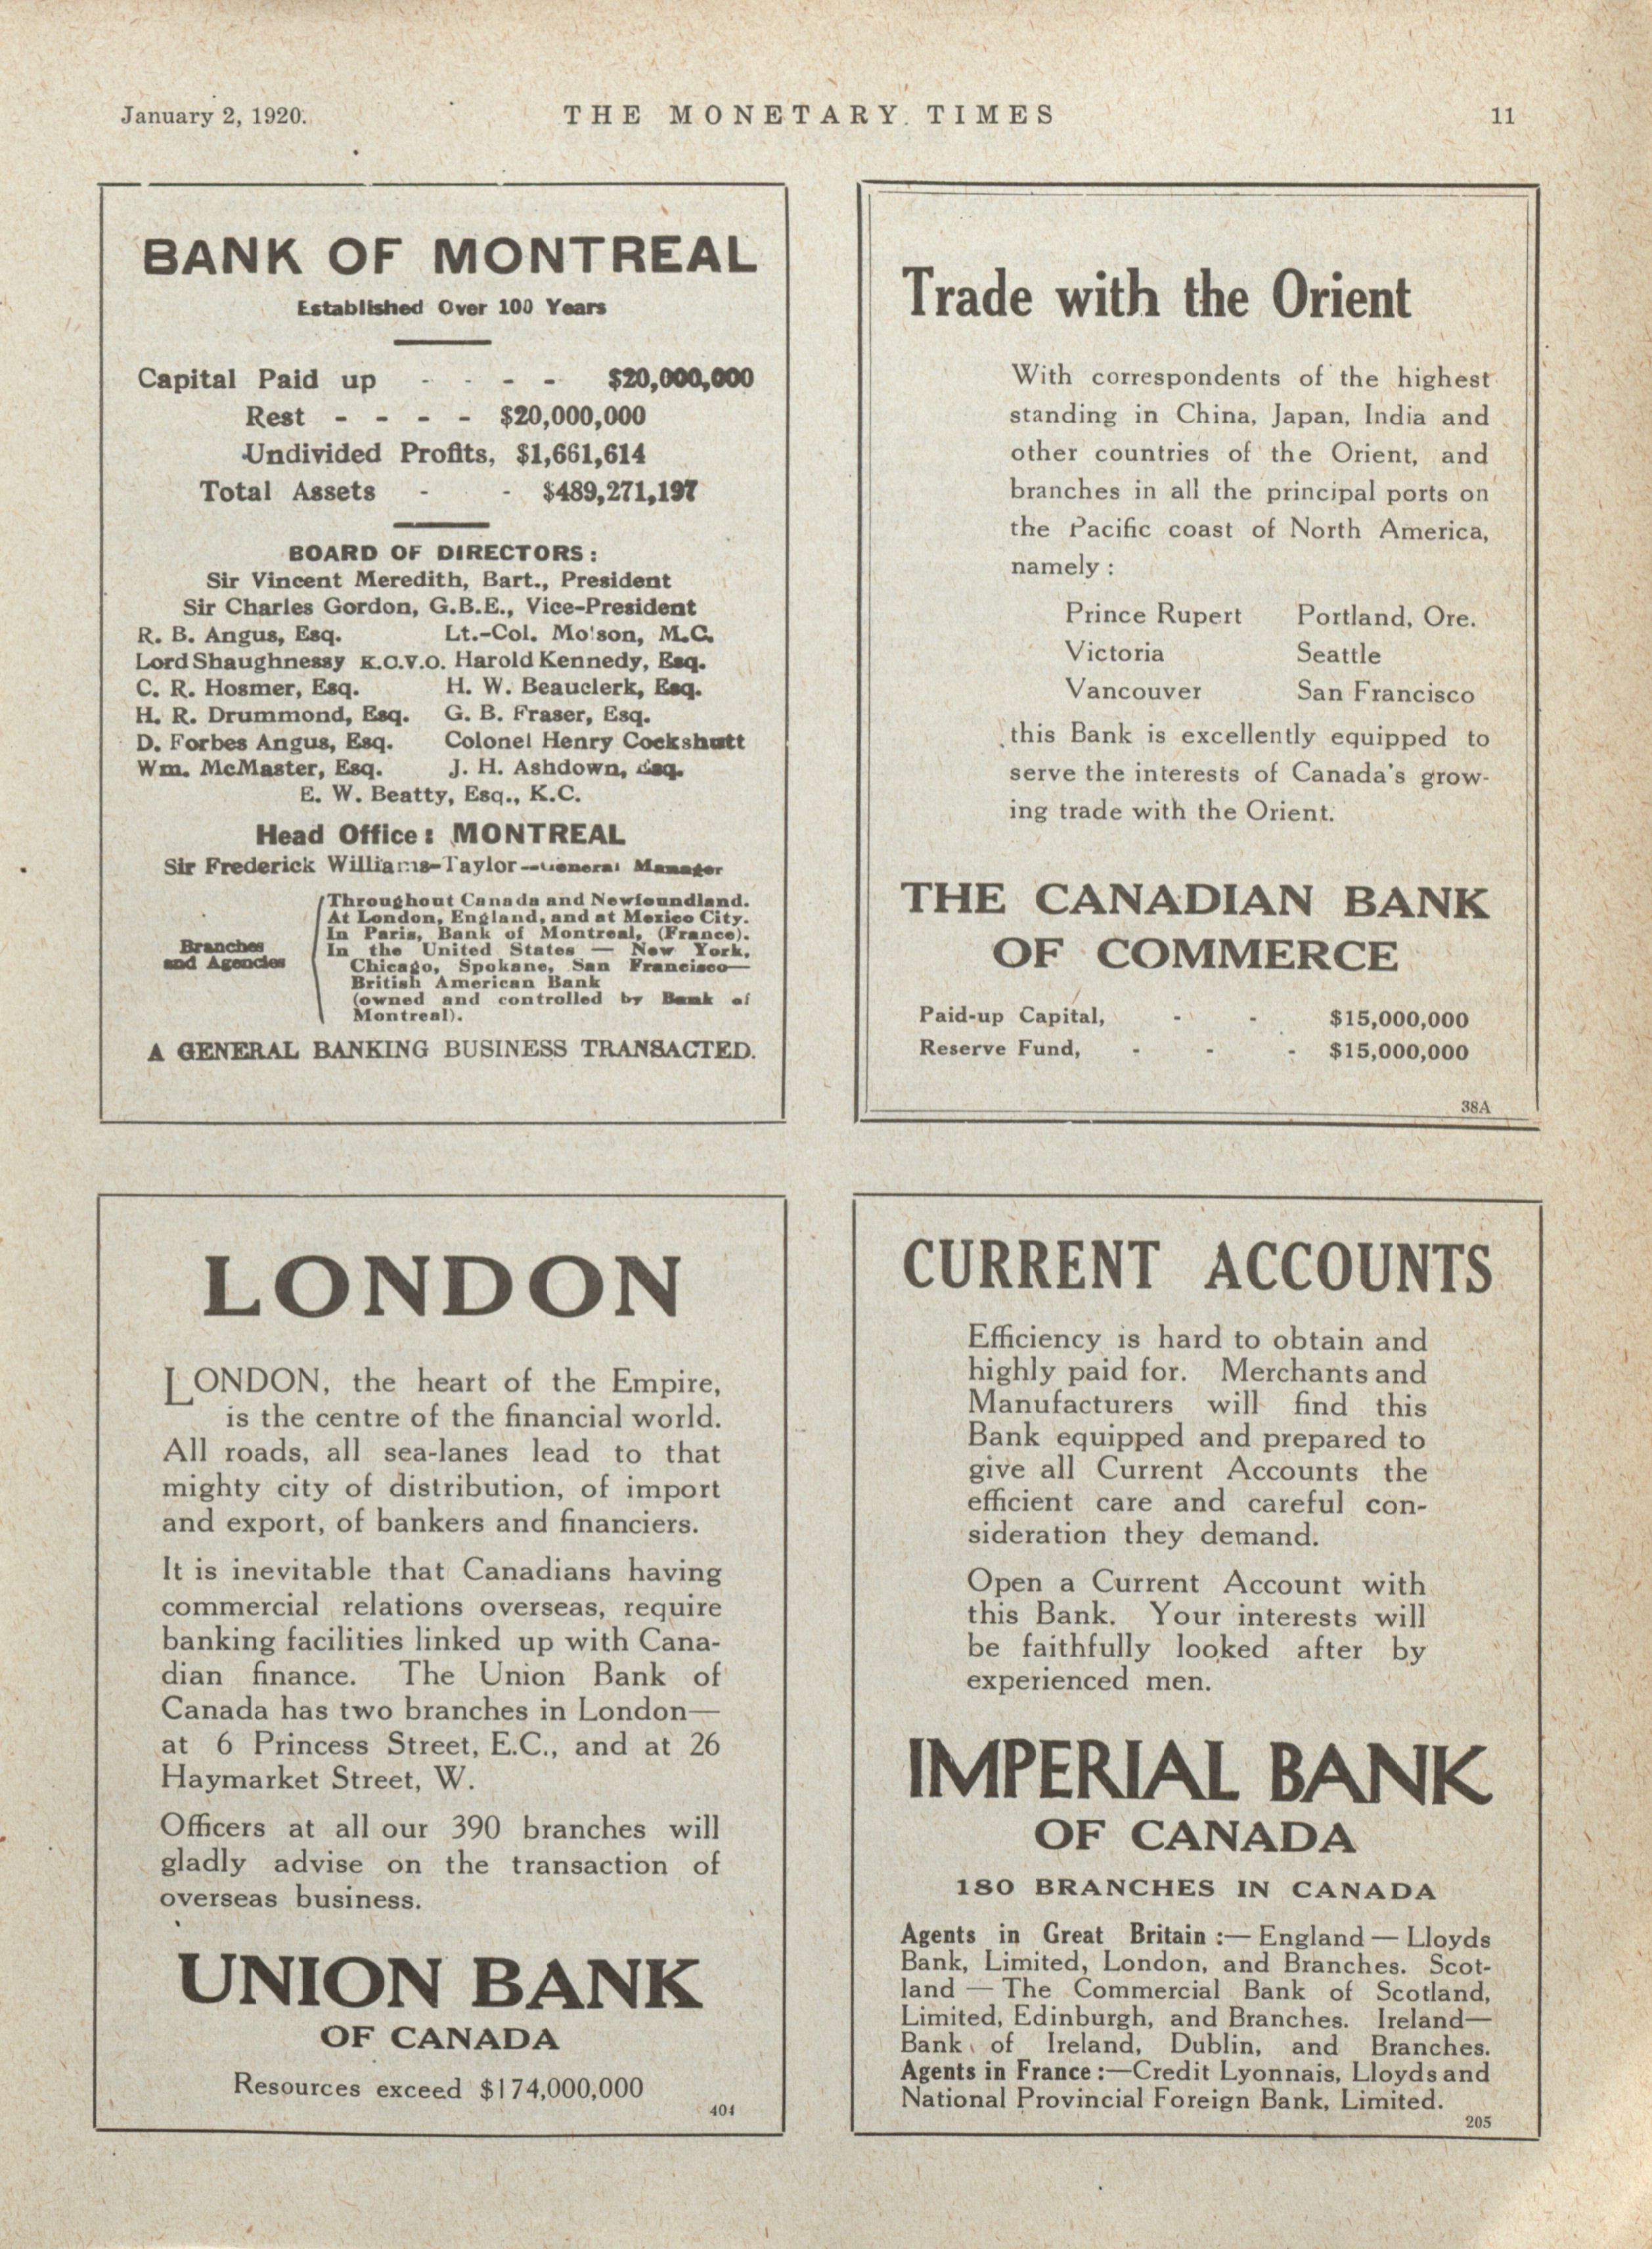 January 2, 1920.
THE MONETARY TIMES
11
BANK OF MONTREAL
Established Over 100 Years
Capital Paid up - - - - $20,000,000
Rest - - - - $20,000,000
Undivided Profits, $1,661,614
Total Assets - - $489,271,197
BOARD OF DIRECTORS:
Sir Vincent Meredith, Bart., President
Sir Charles Gordon, G.B.E., Vice-President
R. B. Angus, Esq. Lt.-Col. Molson, M.C.
Lord Shaughnessy K.C.V.O. Harold Kennedy, Esq.
C. R. Hosmer, Esq. H. W. Beauclerk, Esq.
H. R. Drummond, Esq. G. B. Fraser, Esq.
D. Forbes Angus, Esq. Colonel Henry Cockshutt
Wm. McMaster, Esq. J. H. Ashdown, Esq.
E. W. Beatty, Esq., K.C.
Head Office: MONTREAL
Sir Frederick Williams-Taylor—General Manager
Branches
and Agencies
Throughout Canada and Newfoundland.
At London, England, and at Mexico City.
In Paris, Bank of Montreal, (France).
In the United States — New York,
Chicago, Spokane, San Francisco—
British American Bank
(owned and controlled by Bank of
Montreal).
A GENERAL BANKING BUSINESS TRANSACTED.
Trade with the Orient
With correspondents of the highest
standing in China, Japan, India and
other countries of the Orient, and
branches in all the principal ports on
the Pacific coast of North America,
namely :
Prince Rupert Portland, Ore.
Victoria Seattle
Vancouver San Francisco
this Bank is excellently equipped to
serve the interests of Canada's grow-
ing trade with the Orient.
THE CANADIAN BANK
OF COMMERCE
Paid-up Capital, - - $15,000,000
Reserve Fund, - - - $15,000,000
38A
LONDON
LONDON, the heart of the Empire,
is the centre of the financial world.
All roads, all sea-lanes lead to that
mighty city of distribution, of import
and export, of bankers and financiers.
It is inevitable that Canadians having
commercial relations overseas, require
banking facilities linked up with Cana-
dian finance. The Union Bank of
Canada has two branches in London—
at 6 Princess Street, E.C., and at 26
Haymarket Street, W.
Officers at all our 390 branches will
gladly advise on the transaction of
overseas business.
UNION BANK
OF CANADA
Resources exceed $174,000,000
404
CURRENT ACCOUNTS
Efficiency is hard to obtain and
highly paid for. Merchants and
Manufacturers will find this
Bank equipped and prepared to
give all Current Accounts the
efficient care and careful con-
sideration they demand.
Open a Current Account with
this Bank. Your interests will
be faithfully looked after by
experienced men.
IMPERIAL BANK
OF CANADA
180 BRANCHES IN CANADA
Agents in Great Britain :— England — Lloyds
Bank, Limited, London, and Branches. Scot-
land — The Commercial Bank of Scotland,
Limited, Edinburgh, and Branches. Ireland—
Bank of Ireland, Dublin, and Branches.
Agents in France :—Credit Lyonnais, Lloyds and
National Provincial Foreign Bank, Limited.
205